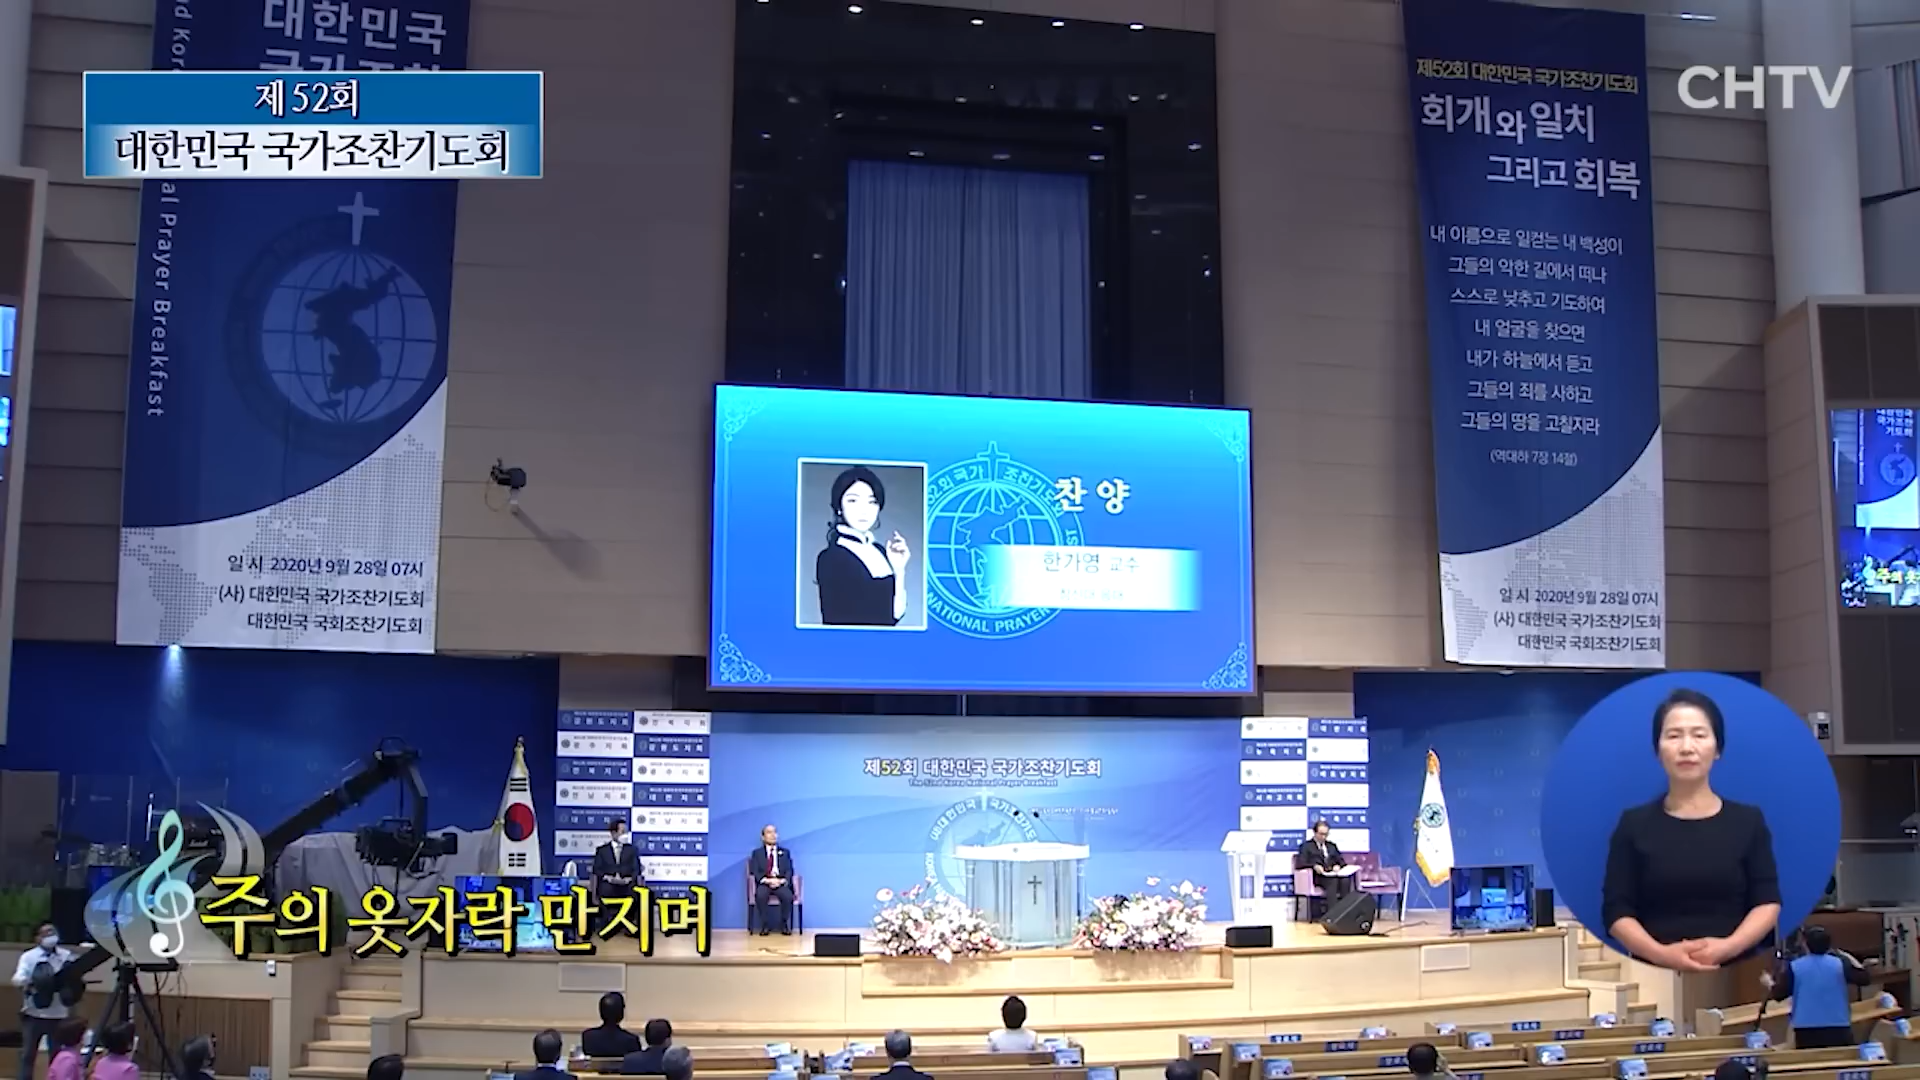 제 52회
대한민국 국가조찬기도회
CHTV
대한민국
al Prayer Breakfast
일 시 2020년 9월 28일 07시
(사) 대한민국 국가조찬기도회
대한민국 국회조찬기도회
제52회 대한민국 국가조찬기도회
회개와 일치
그리고 회복
내 이름으로 일컫는 내 백성이
그들의 악한 길에서 떠나
스스로 낮추고 기도하여
내 얼굴을 찾으면
내가 하늘에서 듣고
그들의 죄를 사하고
그들의 땅을 고칠지라
(역대하 7장 14절)
일 시 2020년 9월 28일 07시
(사) 대한민국 국가조찬기도회
대한민국 국회조찬기도회
찬 양
한가영 교수
NATIONAL PRAYER
제52회 대한민국 국가조찬기도회
The 52nd Korea National Prayer Breakfast
주의 옷자락 만지며